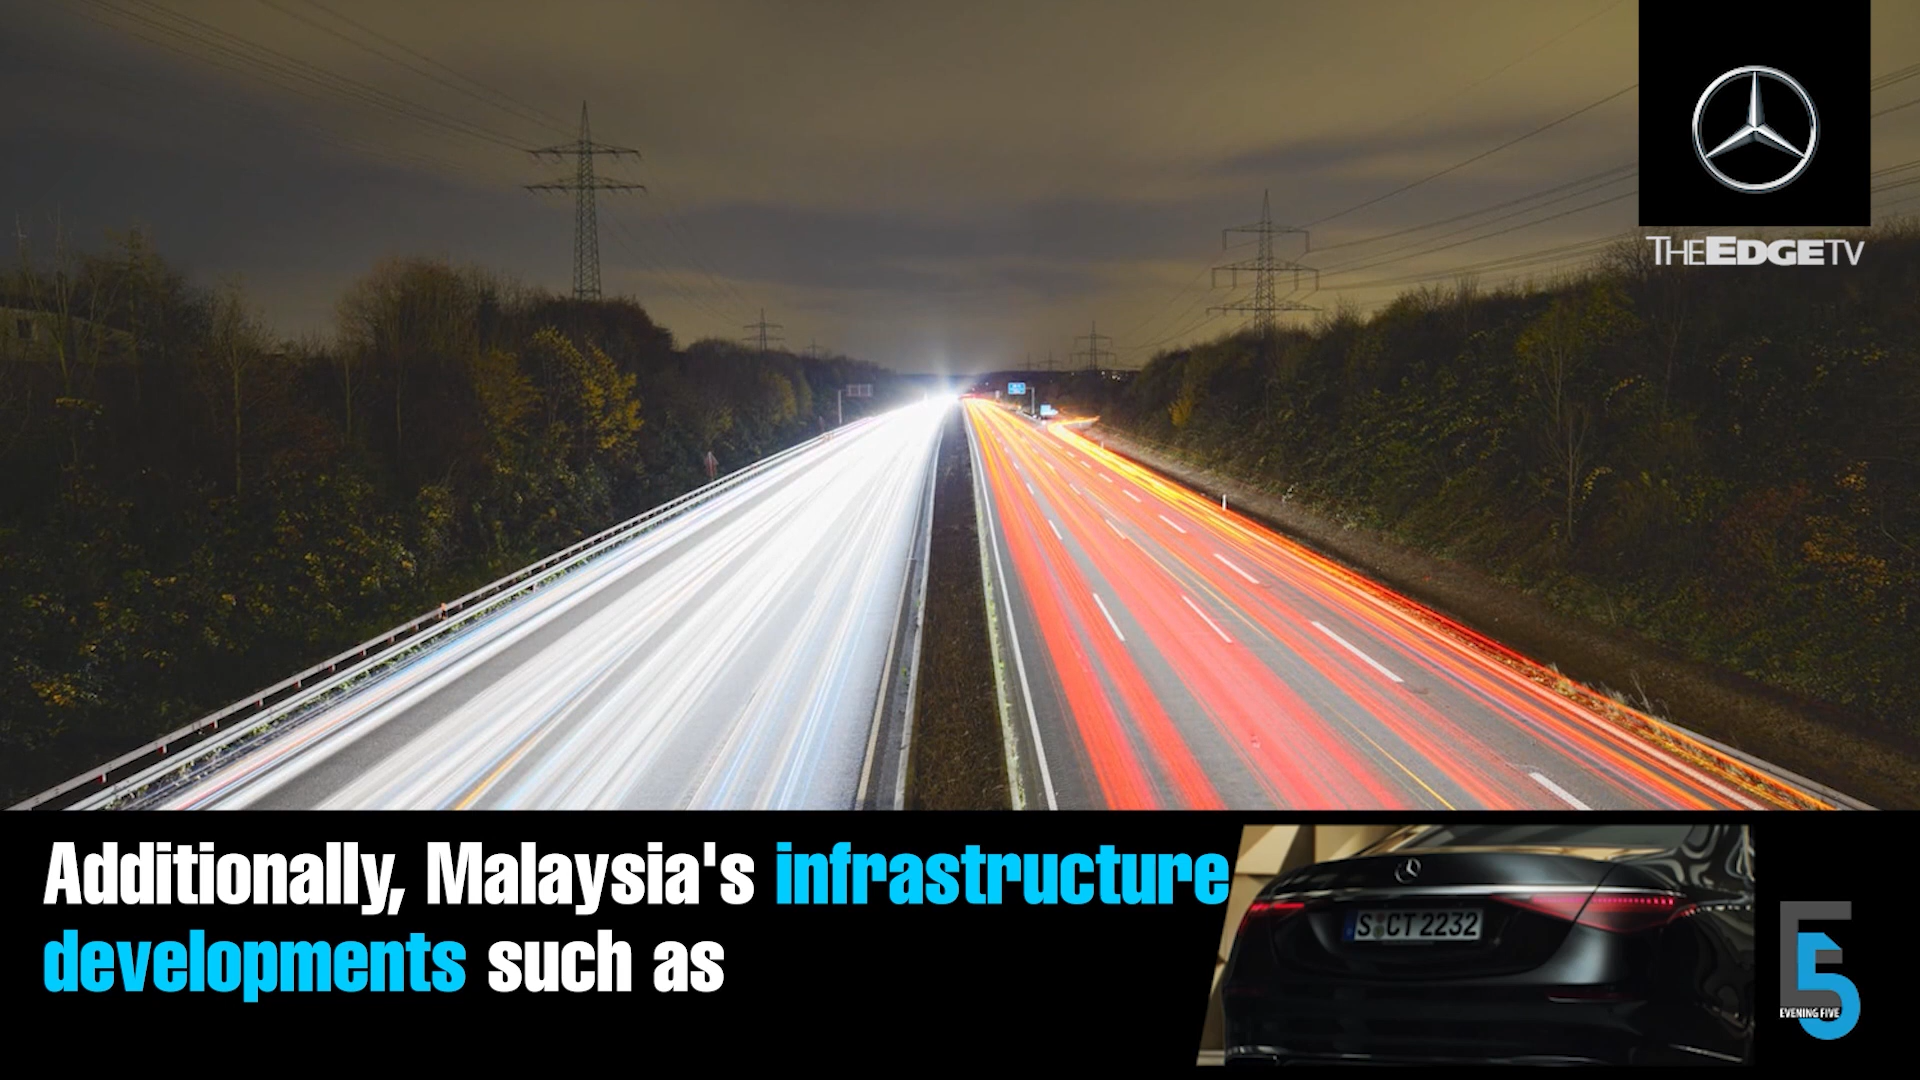 THEEDGETV
Additionally, Malaysia's infrastructure
developments such as
S CT 2232
EVENING FIVE